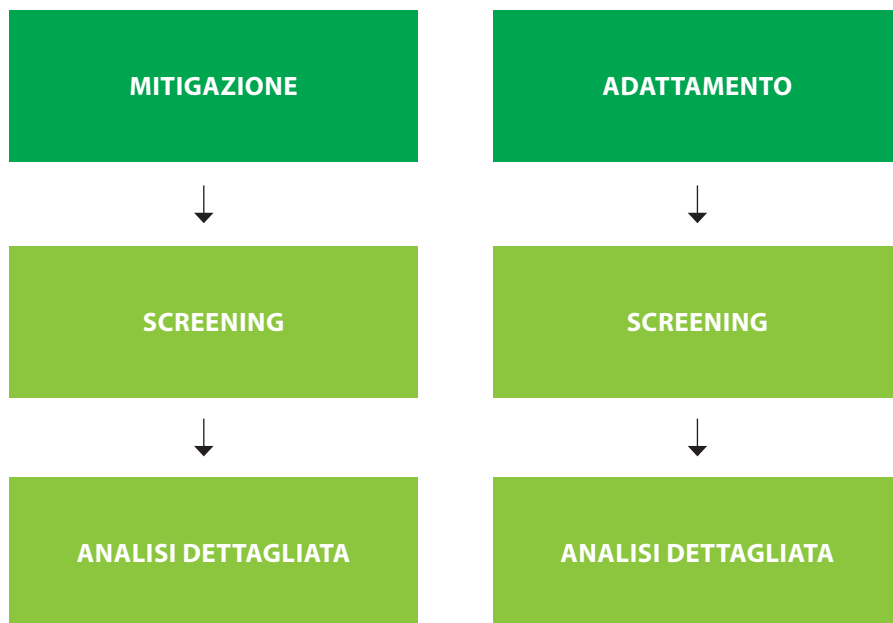 MITIGAZIONE
ADATTAMENTO
SCREENING
SCREENING
ANALISI DETTAGLIATA
ANALISI DETTAGLIATA